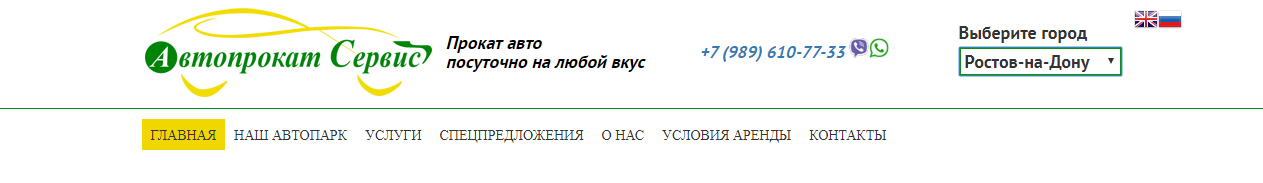 Автопрокат Сервис
Прокат авто
посуточно на любой вкус
+7 (989) 610-77-33
Выберите город
Ростов-на-Дону
ГЛАВНАЯ НАШ АВТОПАРК УСЛУГИ СПЕЦПРЕДЛОЖЕНИЯ О НАС УСЛОВИЯ АРЕНДЫ КОНТАКТЫ